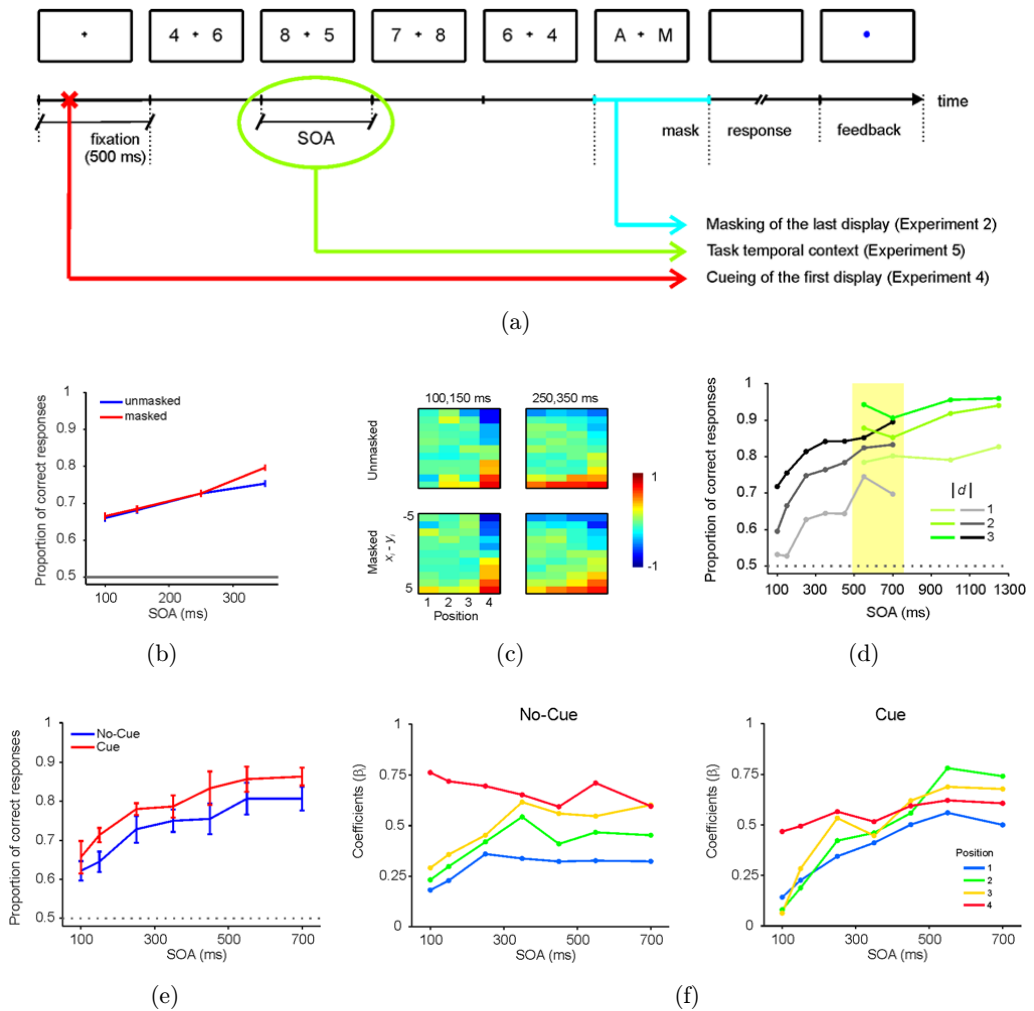 +
4 + 6
8 + 5
7 + 8
6 + 4
A + M
time
fixation
(500 ms)
SOA
mask
response
feedback
Masking of the last display (Experiment 2)
Task temporal context (Experiment 5)
Cueing of the first display (Experiment 4)
(a)
Proportion of correct responses
1
0.9
0.8
0.7
0.6
0.5
unmasked
masked
100
200
300
SOA (ms)
(b)
100,150 ms
250,350 ms
Unmasked
Masked
-5
xi - yi
5
1 2 3 4
Position
1
-1
(c)
Proportion of correct responses
1
0.9
0.8
0.7
0.6
0.5
|d|
1
2
3
100 300 500 700 900 1100 1300
SOA (ms)
(d)
Proportion of correct responses
1
0.9
0.8
0.7
0.6
0.5
No-Cue
Cue
100 300 500 700
SOA (ms)
(e)
No-Cue
Coefficients (βi)
1
0.75
0.5
0.25
0
100 300 500 700
SOA (ms)
Cue
Coefficients (βi)
1
0.75
0.5
0.25
0
Position
1
2
3
4
100 300 500 700
SOA (ms)
(f)